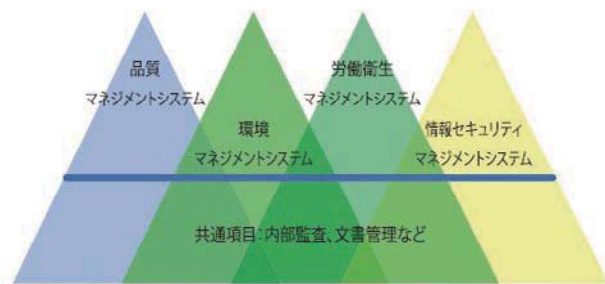 品質
マネジメントシステム
環境
マネジメントシステム
労働衛生
マネジメントシステム
情報セキュリティ
マネジメントシステム
共通項目：内部監査、文書管理など